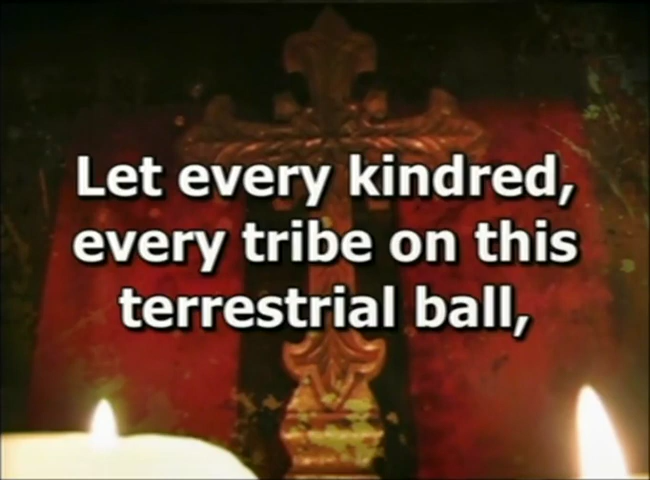 Let every kindred,
every tribe on this
terrestrial ball,